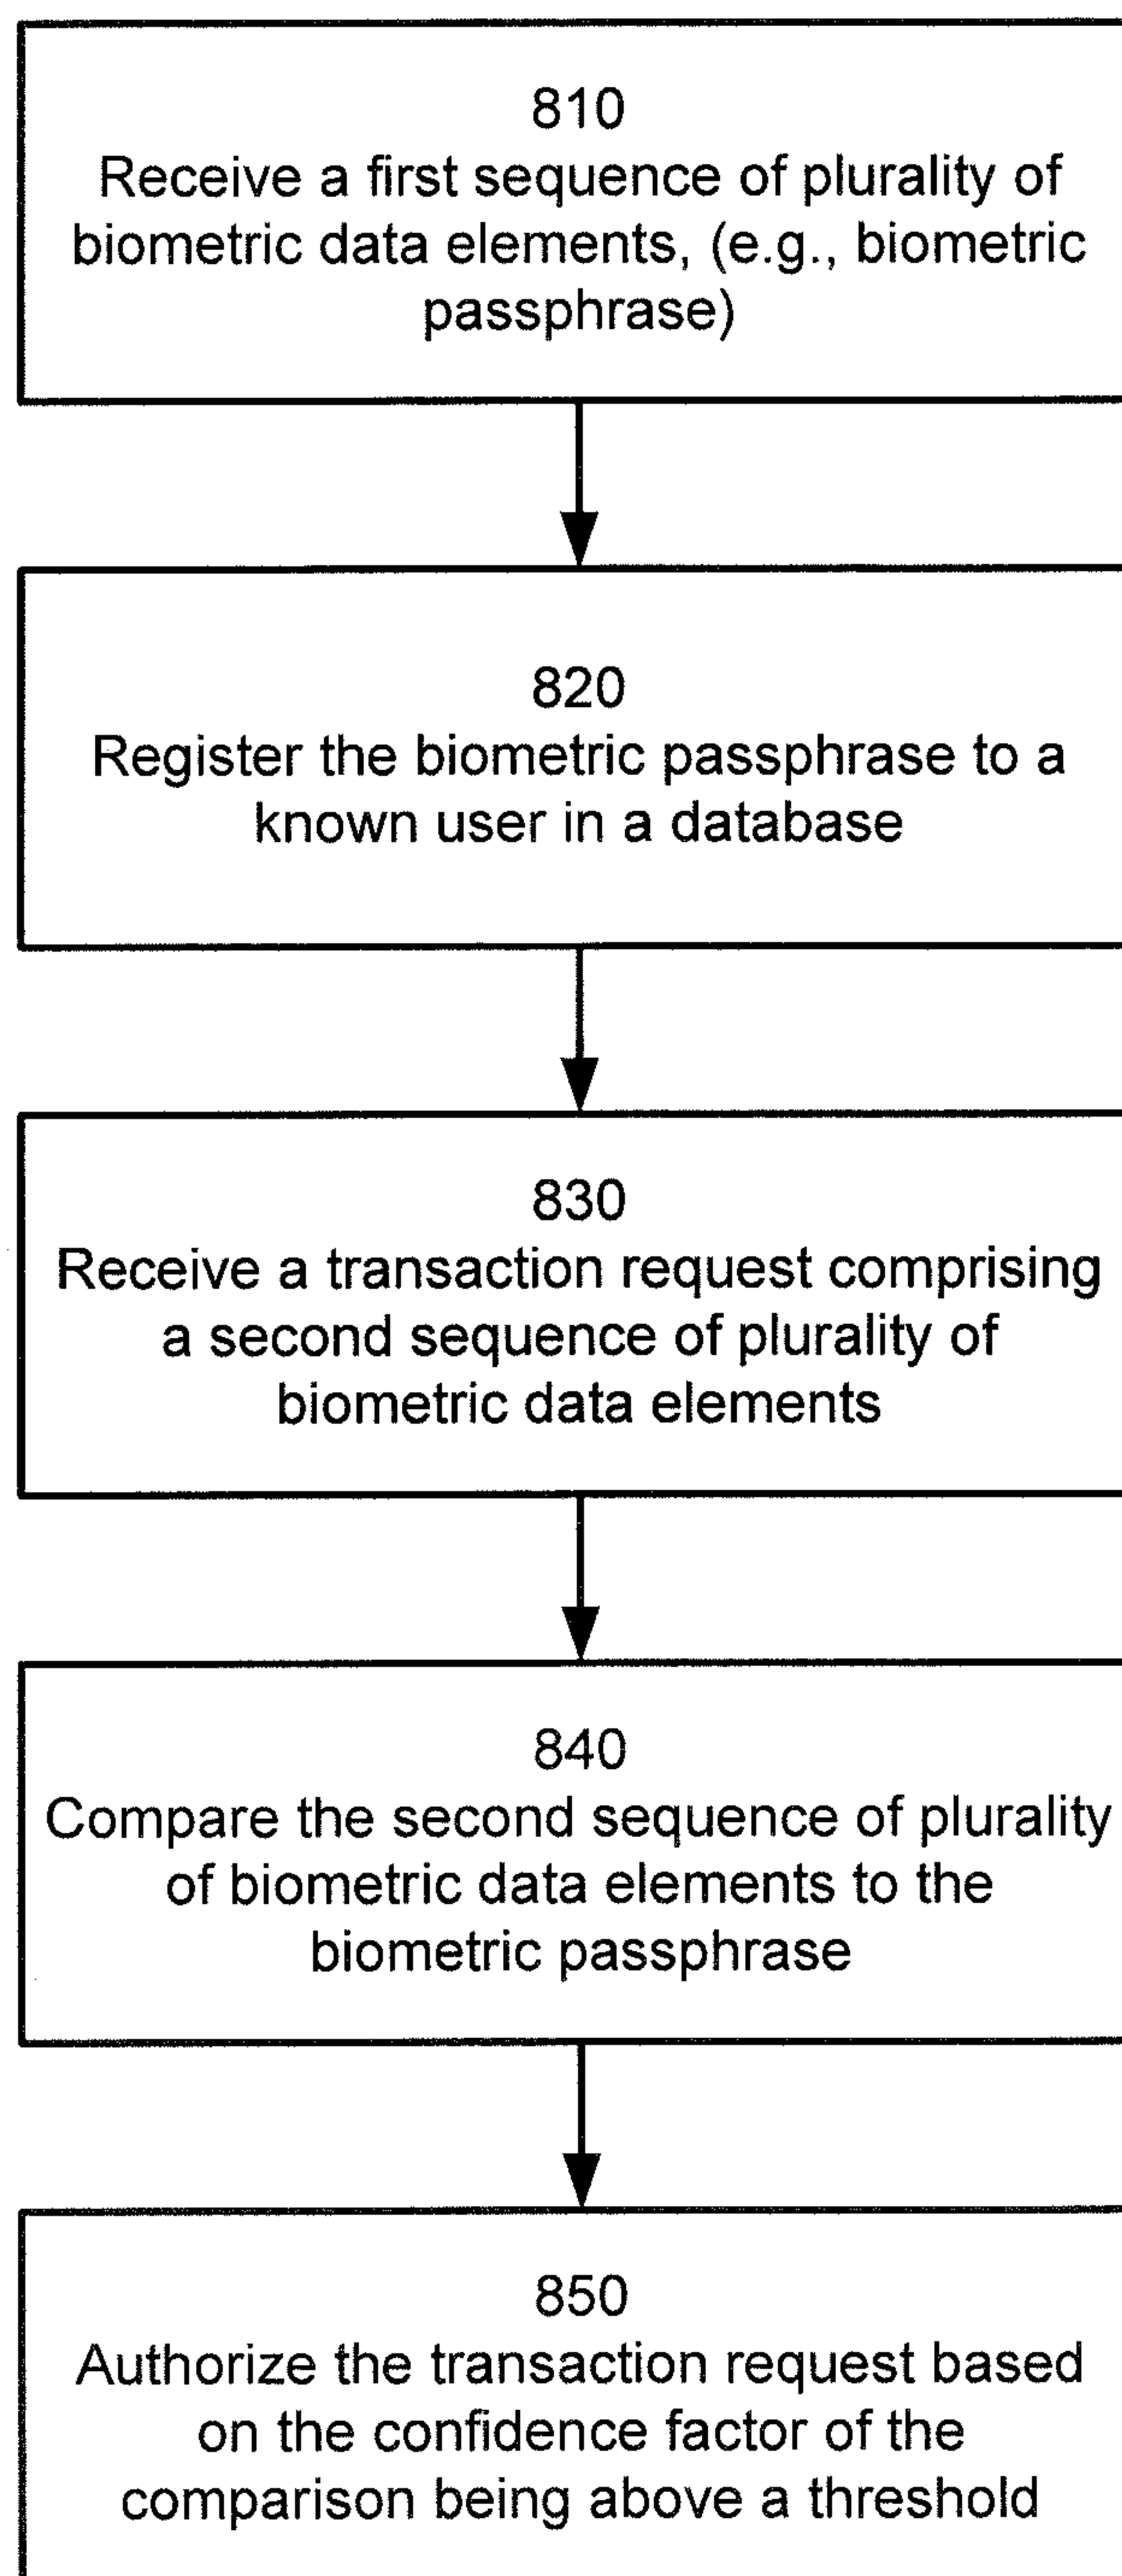 810
Receive a first sequence of plurality of
biometric data elements, (e.g., biometric
passphrase)
820
Register the biometric passphrase to a
known user in a database
830
Receive a transaction request comprising
a second sequence of plurality of
biometric data elements
840
Compare the second sequence of plurality
of biometric data elements to the
biometric passphrase
850
Authorize the transaction request based
on the confidence factor of the
comparison being above a threshold